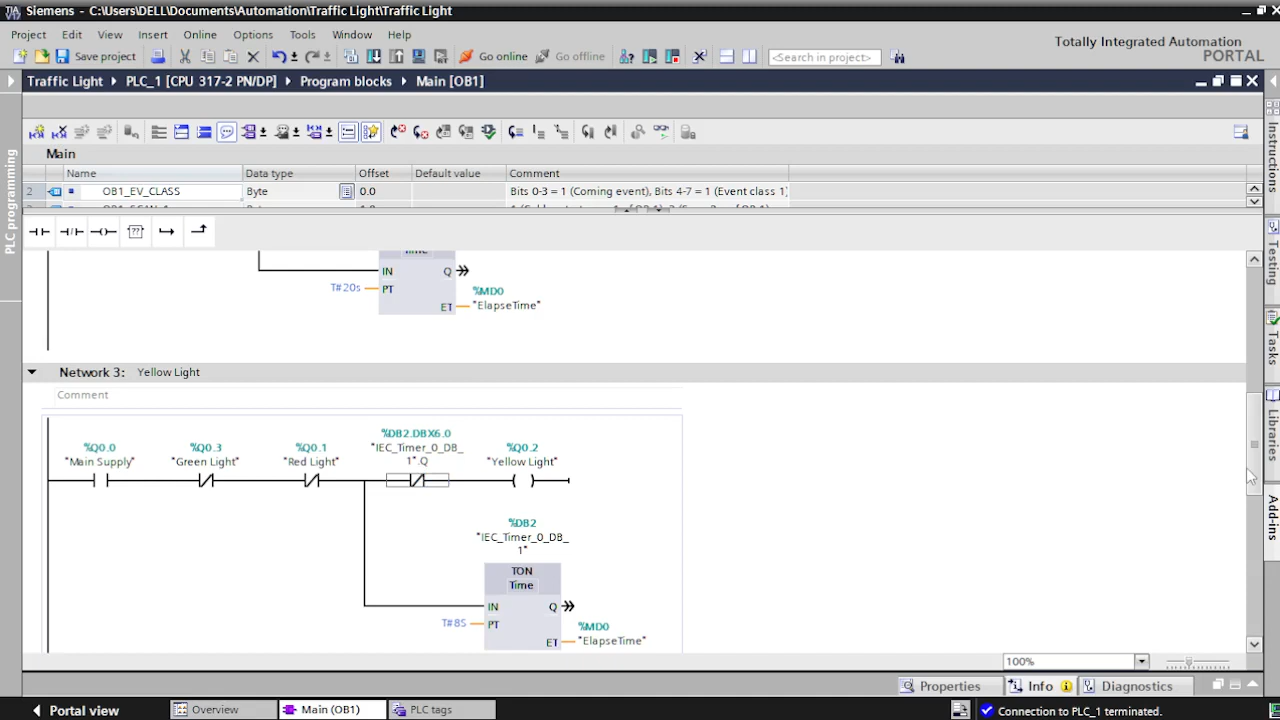 Siemens - C:\Users\DELL\Documents\Automation\Traffic Light\Traffic Light
Project Edit View Insert Online Options Tools Window Help
Totally Integrated Automation
PORTAL
Save project Go online Go offline <Search in project>
Traffic Light PLC_1 [CPU 317-2 PN/DP] Program blocks Main [OB1]
Main
Name Data type Offset Default value Comment
2 OB1_EV_CLASS Byte 0.0 Bits 0-3 = 1 (Coming event), Bits 4-7 = 1 (Event class 1)
??
IN Q
T#20s PT
%MD0
ET "ElapseTime"
Network 3: Yellow Light
Comment
%Q0.0
"Main Supply"
%Q0.3
"Green Light"
%Q0.1
"Red Light"
%DB2.DBX6.0
"IEC_Timer_0_DB_
1".Q
%Q0.2
"Yellow Light"
%DB2
"IEC_Timer_0_DB_
1"
TON
Time
IN Q
T#8S PT
%MD0
ET "ElapseTime"
100%
Properties Info Diagnostics
Portal view Overview Main (OB1) PLC tags Connection to PLC_1 terminated.
PLC programming
Instructions
Testing
Tasks
Libraries
Add-ins